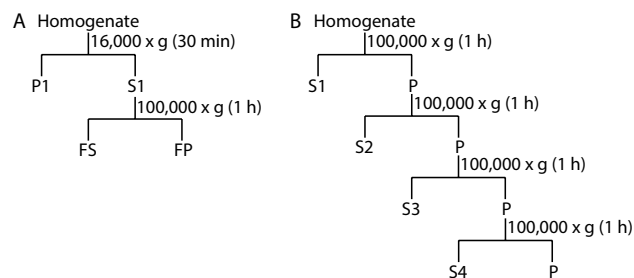 A Homogenate
16,000 x g (30 min)
P1 S1
100,000 x g (1 h)
FS FP
B Homogenate
100,000 x g (1 h)
S1 P
100,000 x g (1 h)
S2 P
100,000 x g (1 h)
S3 P
100,000 x g (1 h)
S4 P